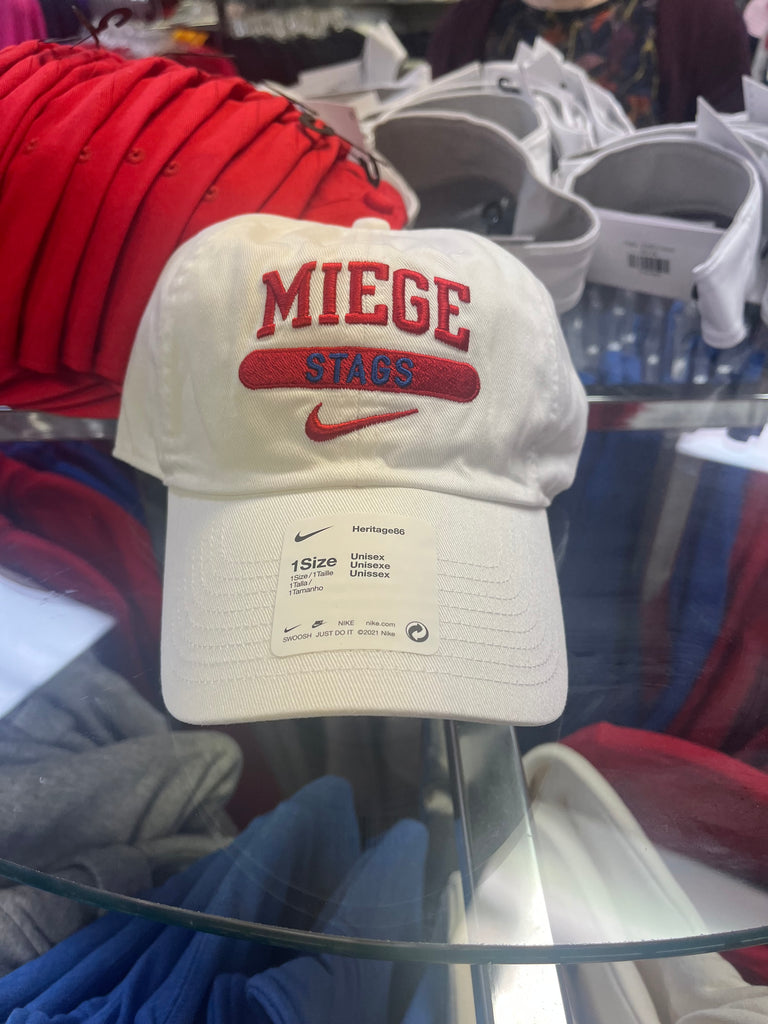 MIEGE
STAGS
Heritage86
1Size
1Size/1Taille
1Talla/
1Tamanho
Unisex
Unisexe
Unissex
NIKE nike.com
SWOOSH JUST DO IT ©2021 Nike